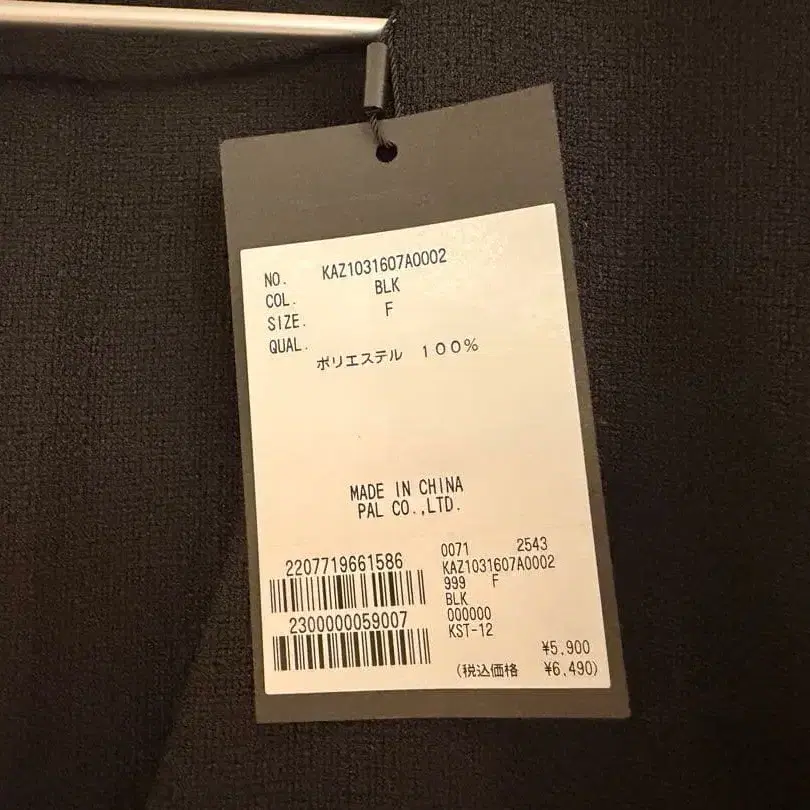 NO. KAZ1031607A0002
COL. BLK
SIZE. F
QUAL.
ポリエステル 100%
MADE IN CHINA
PAL CO.,LTD.
2207719661586
2300000059007
0071 2543
KAZ1031607A0002
999 F
BLK
000000
KST-12
¥5,900
(税込価格 ¥6,490)